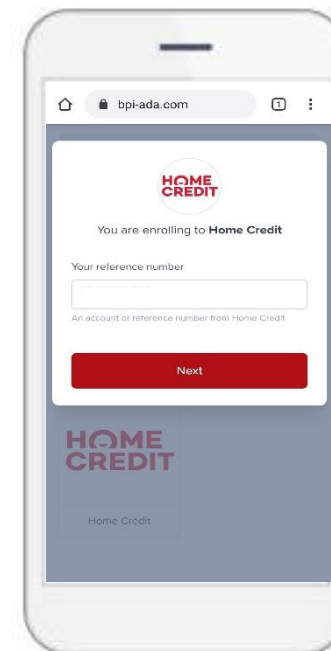 bpi-ada.com
1
HOME
CREDIT
You are enrolling to Home Credit
Your reference number
An account or reference number from Home Credit
Next
HOME
CREDIT
Home Credit